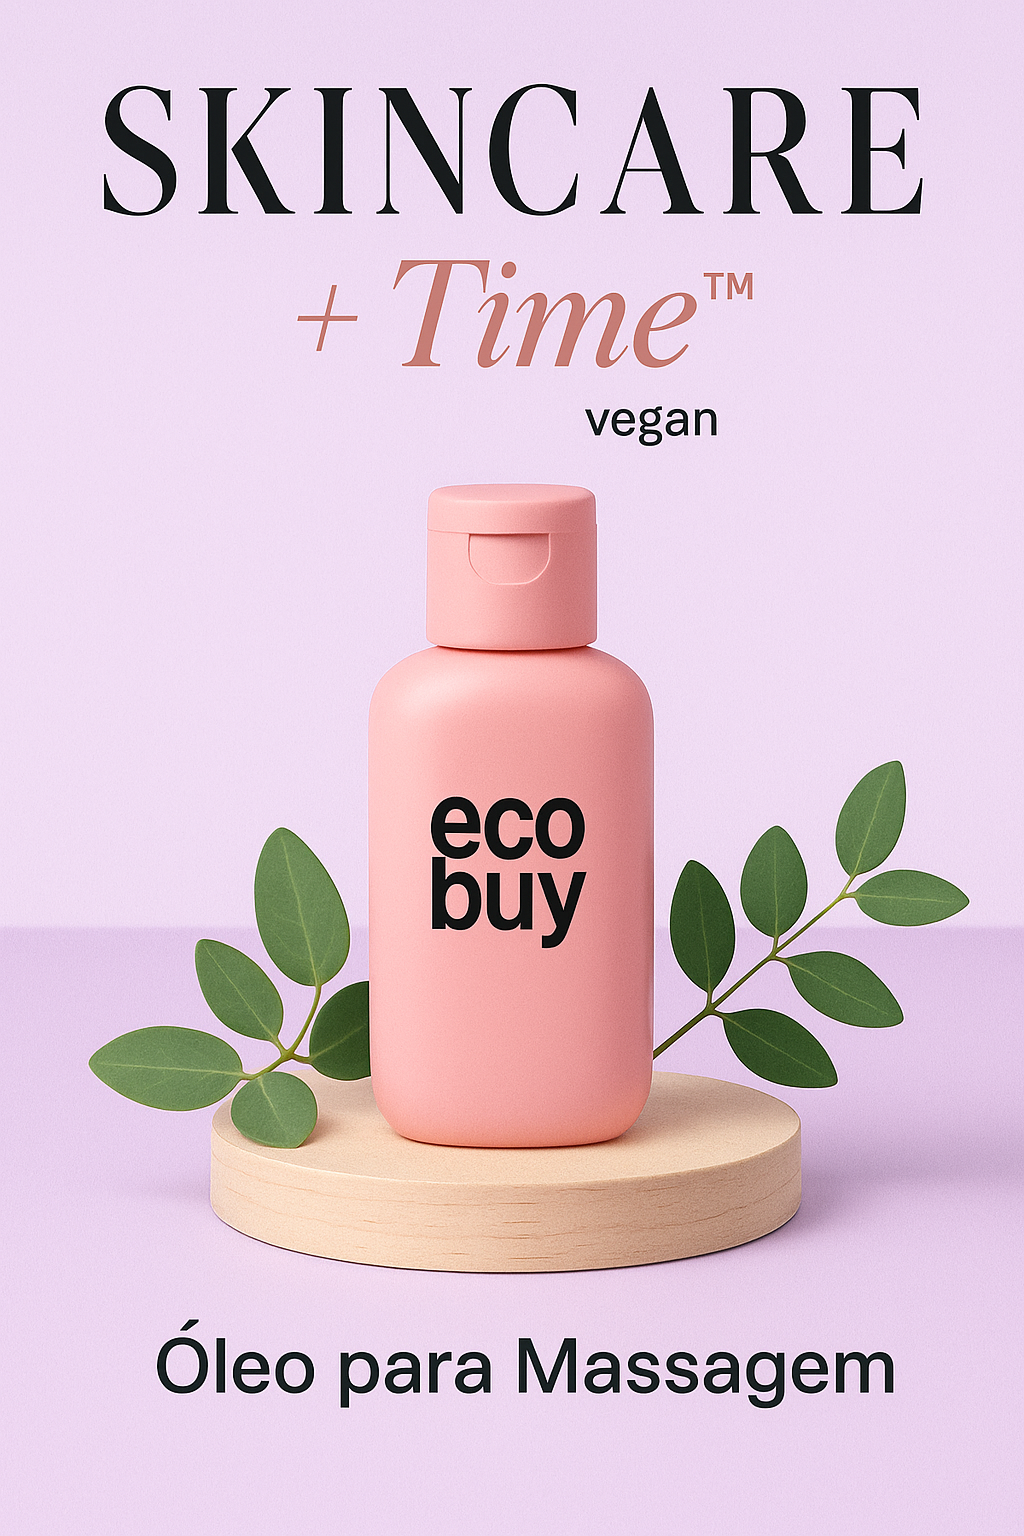 SKINCARE
+ Time™
vegan
eco
buy
Óleo para Massagem